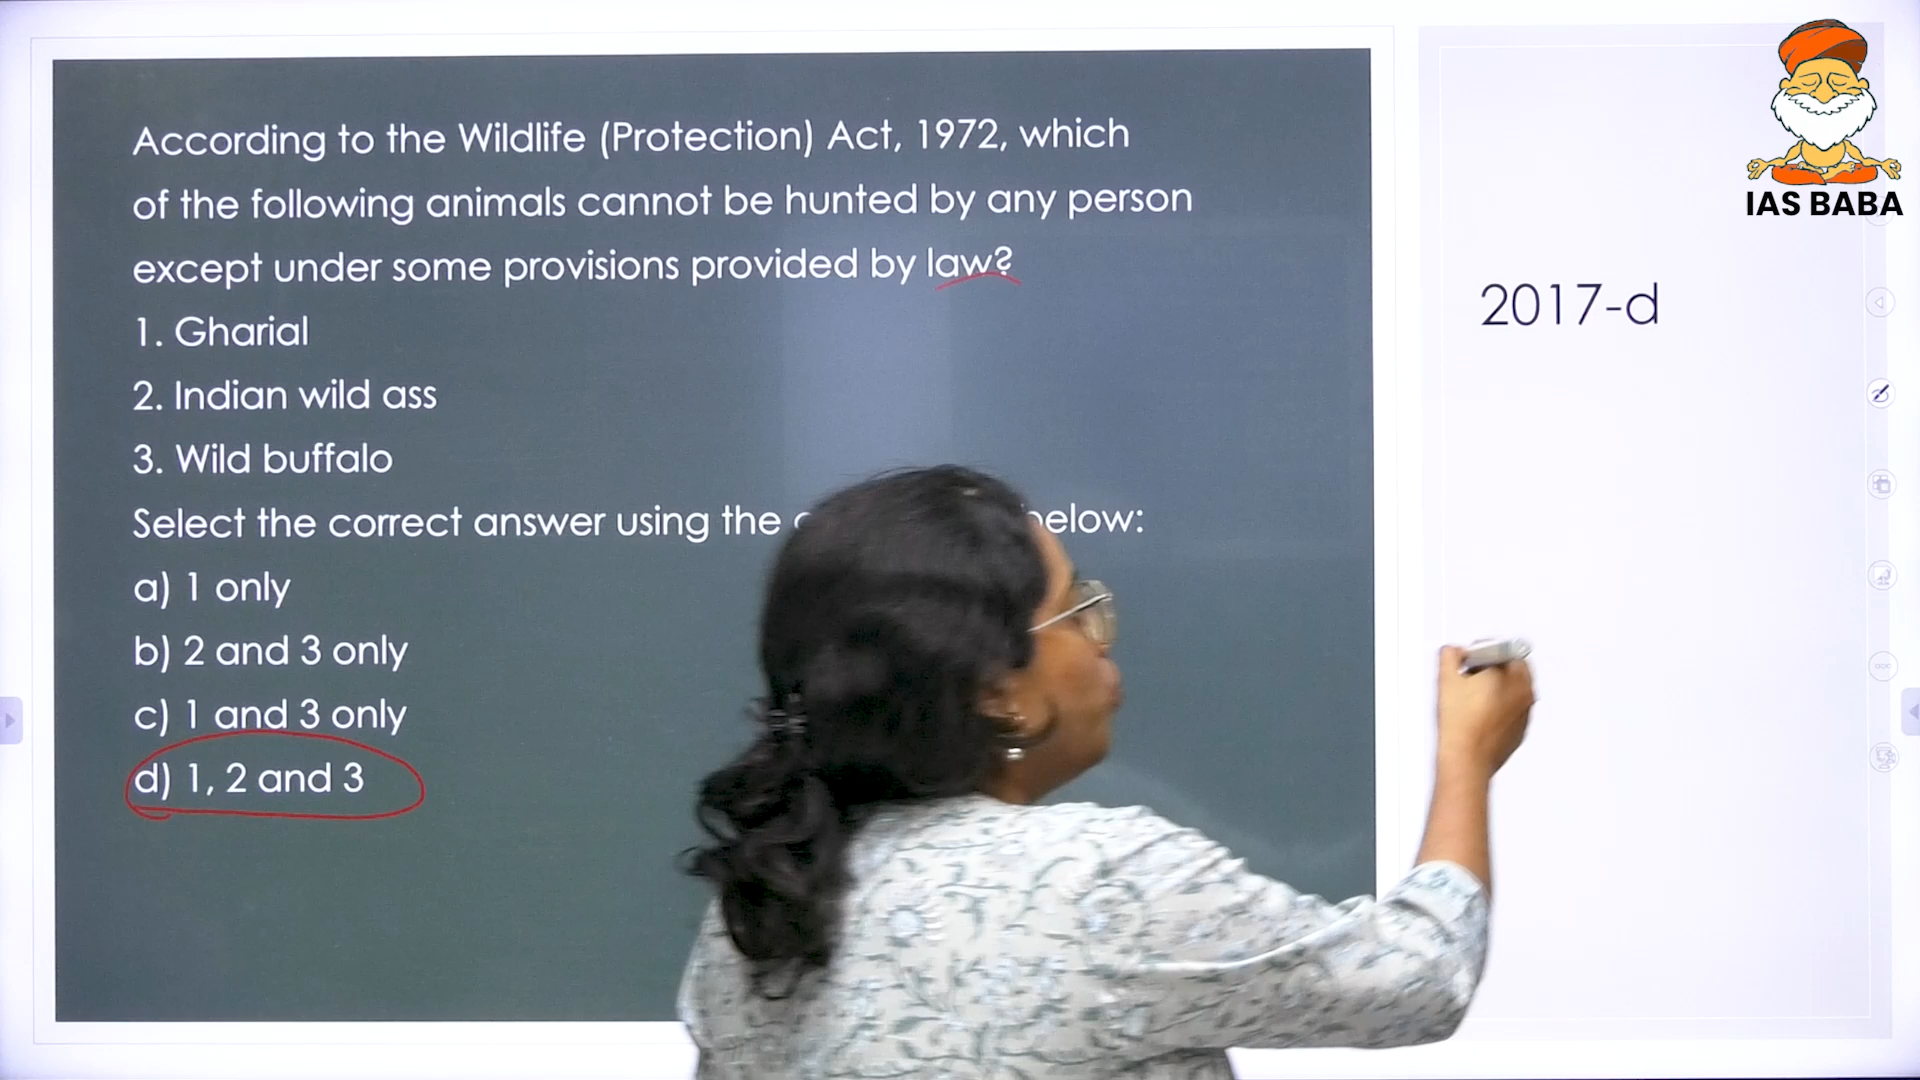 According to the Wildlife (Protection) Act, 1972, which
of the following animals cannot be hunted by any person
except under some provisions provided by law?
1. Gharial
2. Indian wild ass
3. Wild buffalo
Select the correct answer using the below:
a) 1 only
b) 2 and 3 only
c) 1 and 3 only
d) 1, 2 and 3
IAS BABA
2017-d